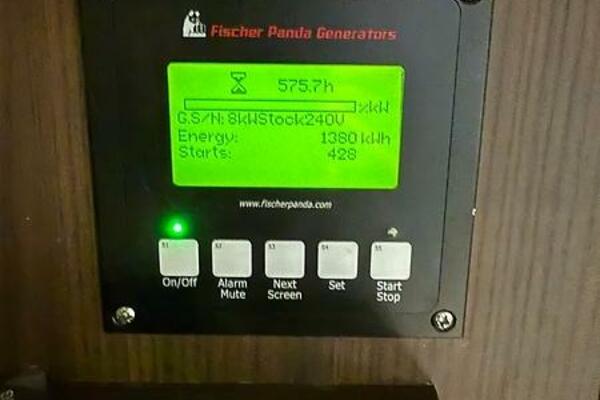 Fischer Panda Generators
575.7h
%kW
G.S/N: 8kWStock240V
Energy: 1380 kWh
Starts: 428
www.fischerpanda.com
S1 S2 S3 S4 S5
On/Off Alarm Mute Next Screen Set Start Stop